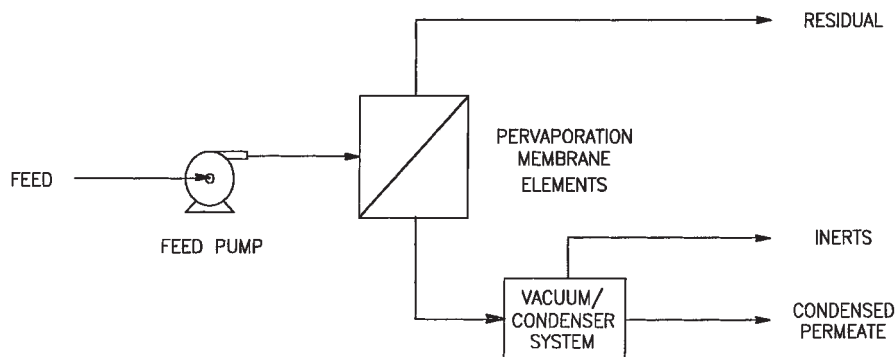 RESIDUAL
PERVAPORATION
MEMBRANE
ELEMENTS
FEED
FEED PUMP
INERTS
VACUUM/
CONDENSER
SYSTEM
CONDENSED
PERMEATE